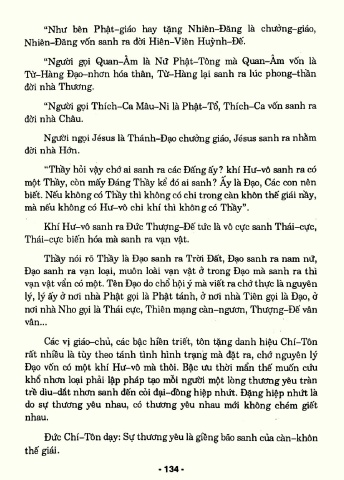 “Như bên Phật-giáo hay tặng Nhiên-Đăng là chưởng-giáo,
Nhiên-Đăng vốn sanh ra đời Hiên-Viên Huỳnh-Đế.
“Người gọi Quan-Âm là Nữ Phật-Tông mà Quan-Âm vốn là
Từ-Hàng Đạo-nhơn hóa thân, Từ-Hàng lại sanh ra lúc phong-thần
đời nhà Thương.
“Người gọi Thích-Ca Mâu-Ni là Phật-Tổ, Thích-Ca vốn sanh ra
đời nhà Châu.
Người ngọi Jésus là Thánh-Đạo chưởng giáo, Jésus sanh ra nhằm
đời nhà Hớn.
“Thầy hỏi vậy chớ ai sanh ra các Đấng ấy? khí Hư-vô sanh ra có
một Thầy, còn mấy Đáng Thầy kể đó ai sanh? Ấy là Đạo, Các con nên
biết. Nếu không có Thầy thì không có chi trong càn khôn thế giái nầy,
mà nếu không có Hư-vô chi khí thì không có Thầy”.
Khí Hư-vô sanh ra Đức Thượng-Đế tức là vô cực sanh Thái-cực,
Thái-cực biến hóa mà sanh ra vạn vật.
Thầy nói rõ Thầy là Đạo sanh ra Trời Đất, Đạo sanh ra nam nử,
Đạo sanh ra vạn loại, muôn loài vạn vật ở trong Đạo mà sanh ra thì
vạn vật vẩn có một. Tên Đạo do chổ hội ý mà viết ra chớ thực là nguyên
lý, lý ấy ở nơi nhà Phật gọi là Phật tánh, ở nơi nhà Tiên gọi là Đạo, ở
nơi nhà Nho gọi là Thái cực, Thiên mạng càn-ngươn, Thượng-Đế vân
vân...
Các vị giáo-chủ, các bậc hiền triết, tôn tặng danh hiệu Chí-Tôn
rất nhiều là tùy theo tánh tình hình trạng mà đặt ra, chớ nguyên lý
Đạo vốn có một khí Hư-vô mà thôi. Bậc ưu thời mẩn thế muốn cứu
khổ nhơn loại phải lập pháp tạo mỗi người một lòng thương yêu tràn
trề dìu-dắt nhơn sanh đến cỏi đại-đồng hiệp nhứt. Đặng hiệp nhứt là
do sự thương yêu nhau, có thương yêu nhau mới không chém giết
nhau.
Đức Chí-Tôn dạy: Sự thương yêu là giềng bảo sanh của càn-khôn
thế giái.
- 134 -